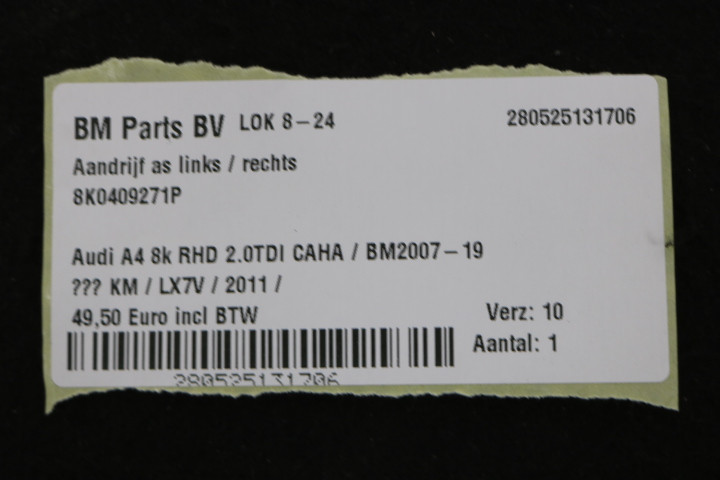 BM Parts BV LOK 8-24 280525131706
Aandrijf as links / rechts
8K0409271P
Audi A4 8k RHD 2.0TDI CAHA / BM2007-19
??? KM / LX7V / 2011 /
49,50 Euro incl BTW Verz: 10
Aantal: 1
280525131706